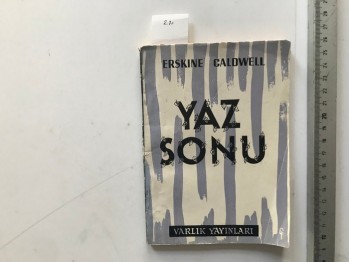 ERSKINE CALDWELL
YAZ
SONU
VARLIK YAYINLARI